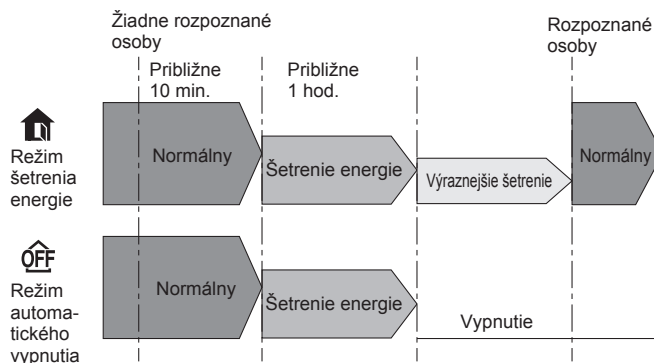 Žiadne rozpoznané
osoby
Rozpoznané
osoby
Približne
10 min.
Približne
1 hod.
Režim
šetrenia
energie
Normálny
Šetrenie energie
Výraznejšie šetrenie
Normálny
OFF
Režim
automa-
tického
vypnutia
Normálny
Šetrenie energie
Vypnutie